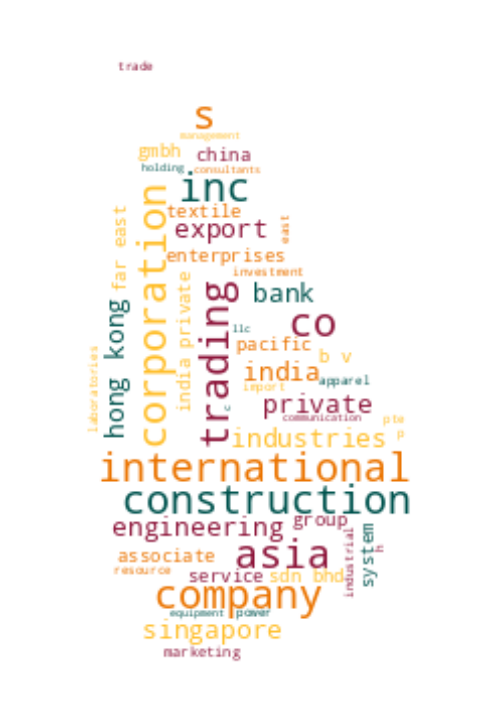 trade
s
management
gmbh
china
holding
consultants
inc
textile
export
east
far east
corporation
enterprises
investment
india private
trading
bank
hong kong
llc
co
pacific
b v
laboratories
india
apparel
import
c
private
communication
pte
industries
p
international
construction
engineering
group
industrial
system
h
associate
asia
resource
service
sdn bhd
company
equipment
power
singapore
marketing